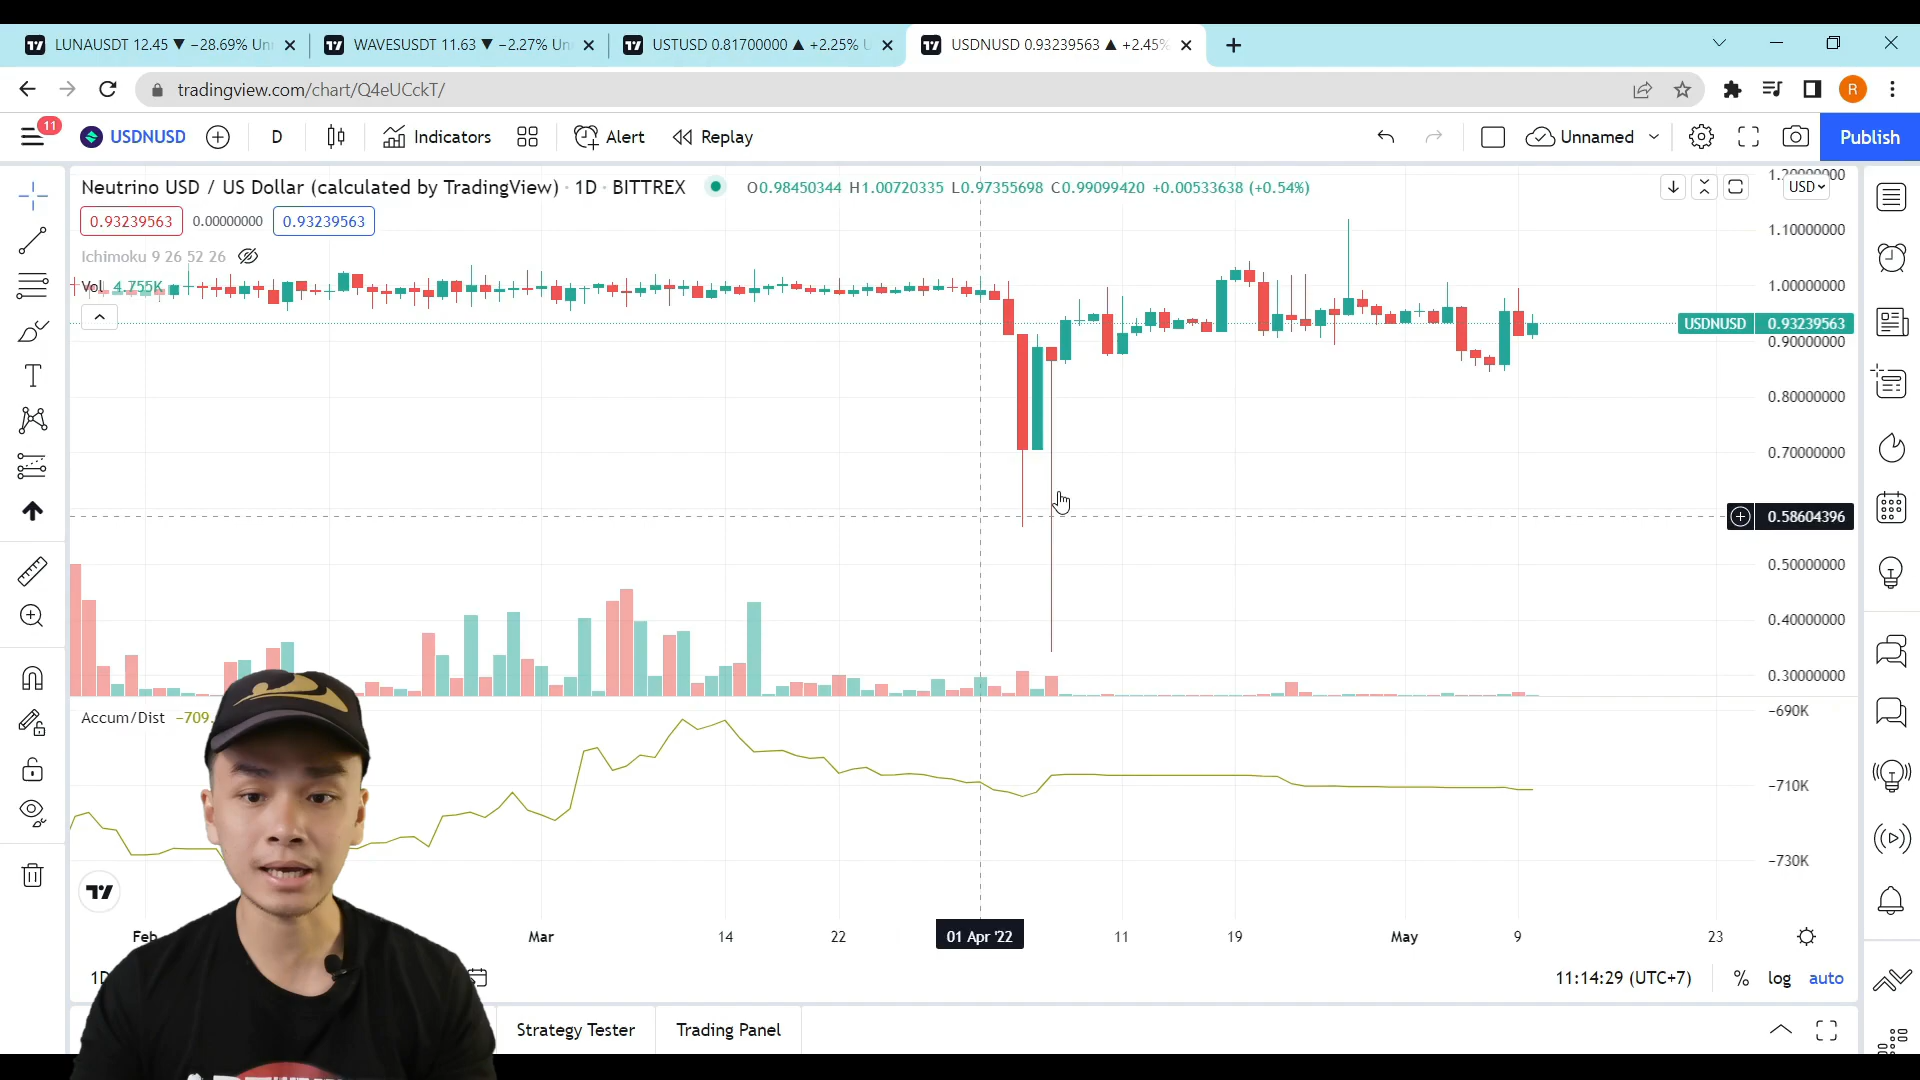 LUNAUSDT 12.45 ▼ −28.69% Un
WAVESUSDT 11.63 ▼ −2.27% Un
USTUSD 0.81700000 ▲ +2.25% U
USDNUSD 0.93239563 ▲ +2.45%
tradingview.com/chart/Q4eUCckT/
R
11
USDNUSD
D
Indicators
Alert
Replay
Unnamed
Publish
Neutrino USD / US Dollar (calculated by TradingView) · 1D · BITTREX
O0.98450344 H1.00720335 L0.97355698 C0.99099420 +0.00533638 (+0.54%)
USD
0.93239563 0.00000000 0.93239563
Ichimoku 9 26 52 26
Vol 4.755K
1.20000000
1.10000000
1.00000000
USDNUSD 0.93239563
0.90000000
0.80000000
0.70000000
0.58604396
0.50000000
0.40000000
0.30000000
Accum/Dist −709.
−690K
−710K
−730K
Feb Mar 14 22 01 Apr '22 11 19 May 9 23
1D
11:14:29 (UTC+7)
% log auto
Strategy Tester
Trading Panel